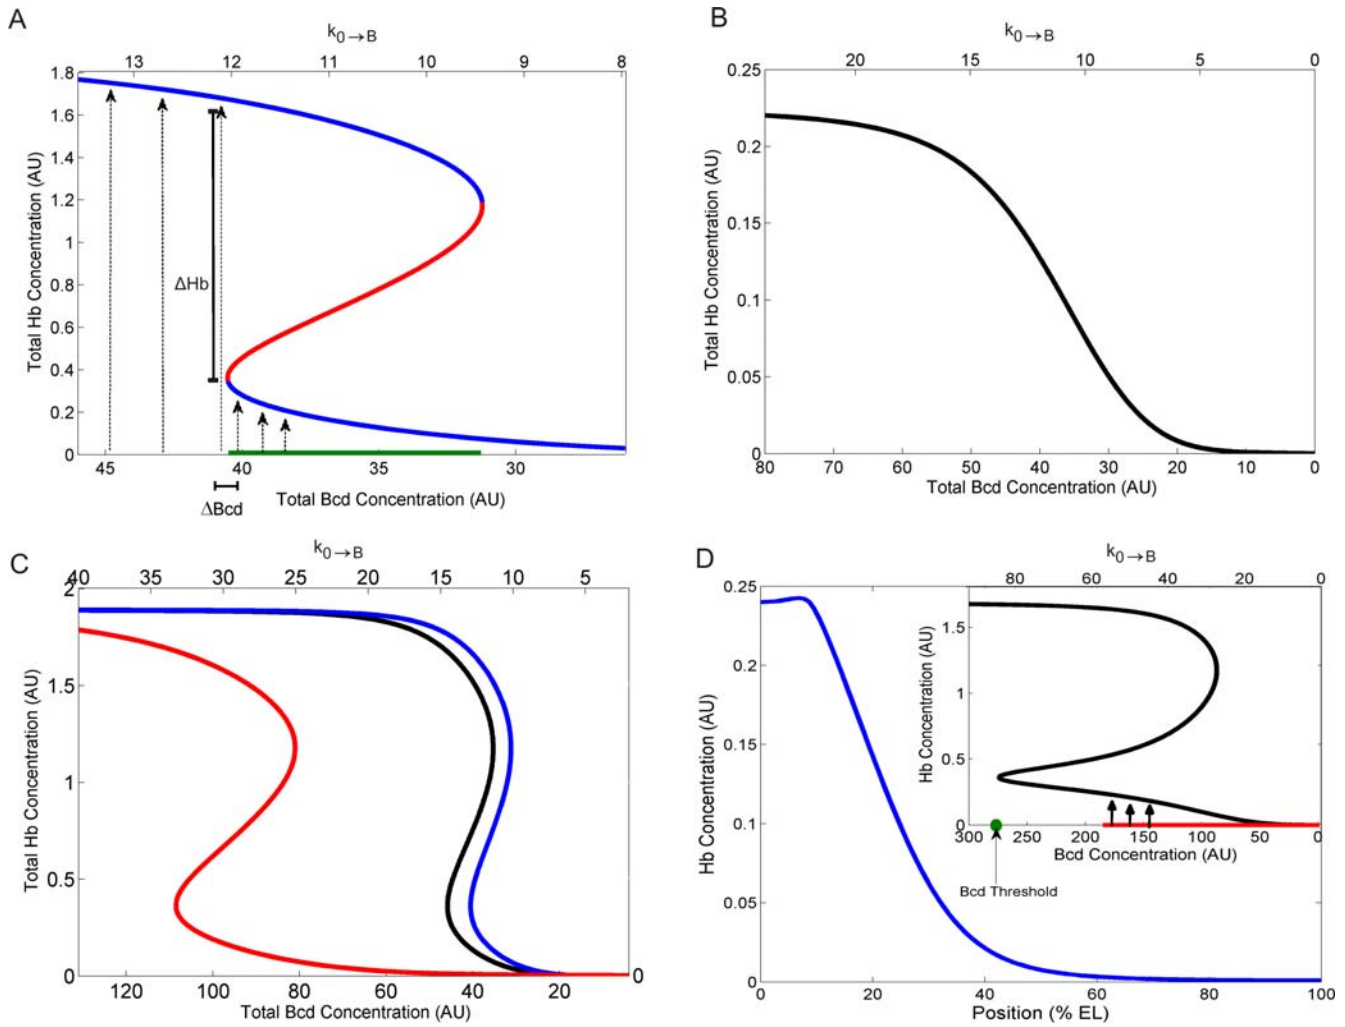 A
k0→B
13 12 11 10 9 8
1.8
1.6
1.4
1.2
1
0.8
0.6
0.4
0.2
0
Total Hb Concentration (AU)
ΔHb
45 40 35 30
ΔBcd
Total Bcd Concentration (AU)
B
k0→B
20 15 10 5 0
0.25
0.2
0.15
0.1
0.05
0
Total Hb Concentration (AU)
80 70 60 50 40 30 20 10 0
Total Bcd Concentration (AU)
C
k0→B
40 35 30 25 20 15 10 5
2
1.5
1
0.5
0
Total Hb Concentration (AU)
0
120 100 80 60 40 20
Total Bcd Concentration (AU)
D
0.25
0.2
0.15
0.1
0.05
0
Hb Concentration (AU)
0 20 40 60 80 100
Position (% EL)
k0→B
80 60 40 20 0
1.5
1
0.5
0
Hb Concentration (AU)
300 250 200 150 100 50 0
Bcd Concentration (AU)
Bcd Threshold